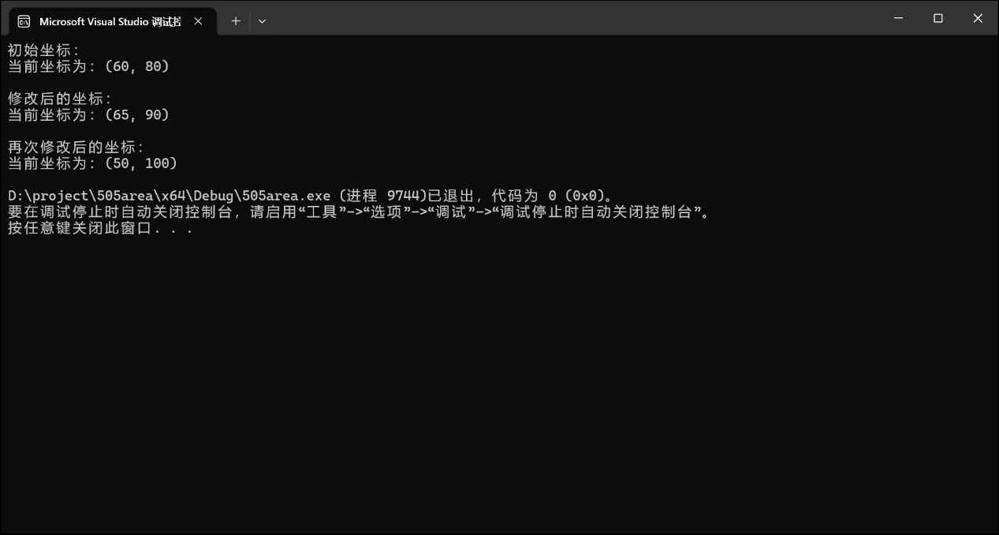 Microsoft Visual Studio 调试控
初始坐标：
当前坐标为：(60, 80)
修改后的坐标：
当前坐标为：(65, 90)
再次修改后的坐标：
当前坐标为：(50, 100)
D:\project\505area\x64\Debug\505area.exe (进程 9744)已退出，代码为 0 (0x0)。
要在调试停止时自动关闭控制台，请启用“工具”->“选项”->“调试”->“调试停止时自动关闭控制台”。
按任意键关闭此窗口. . .